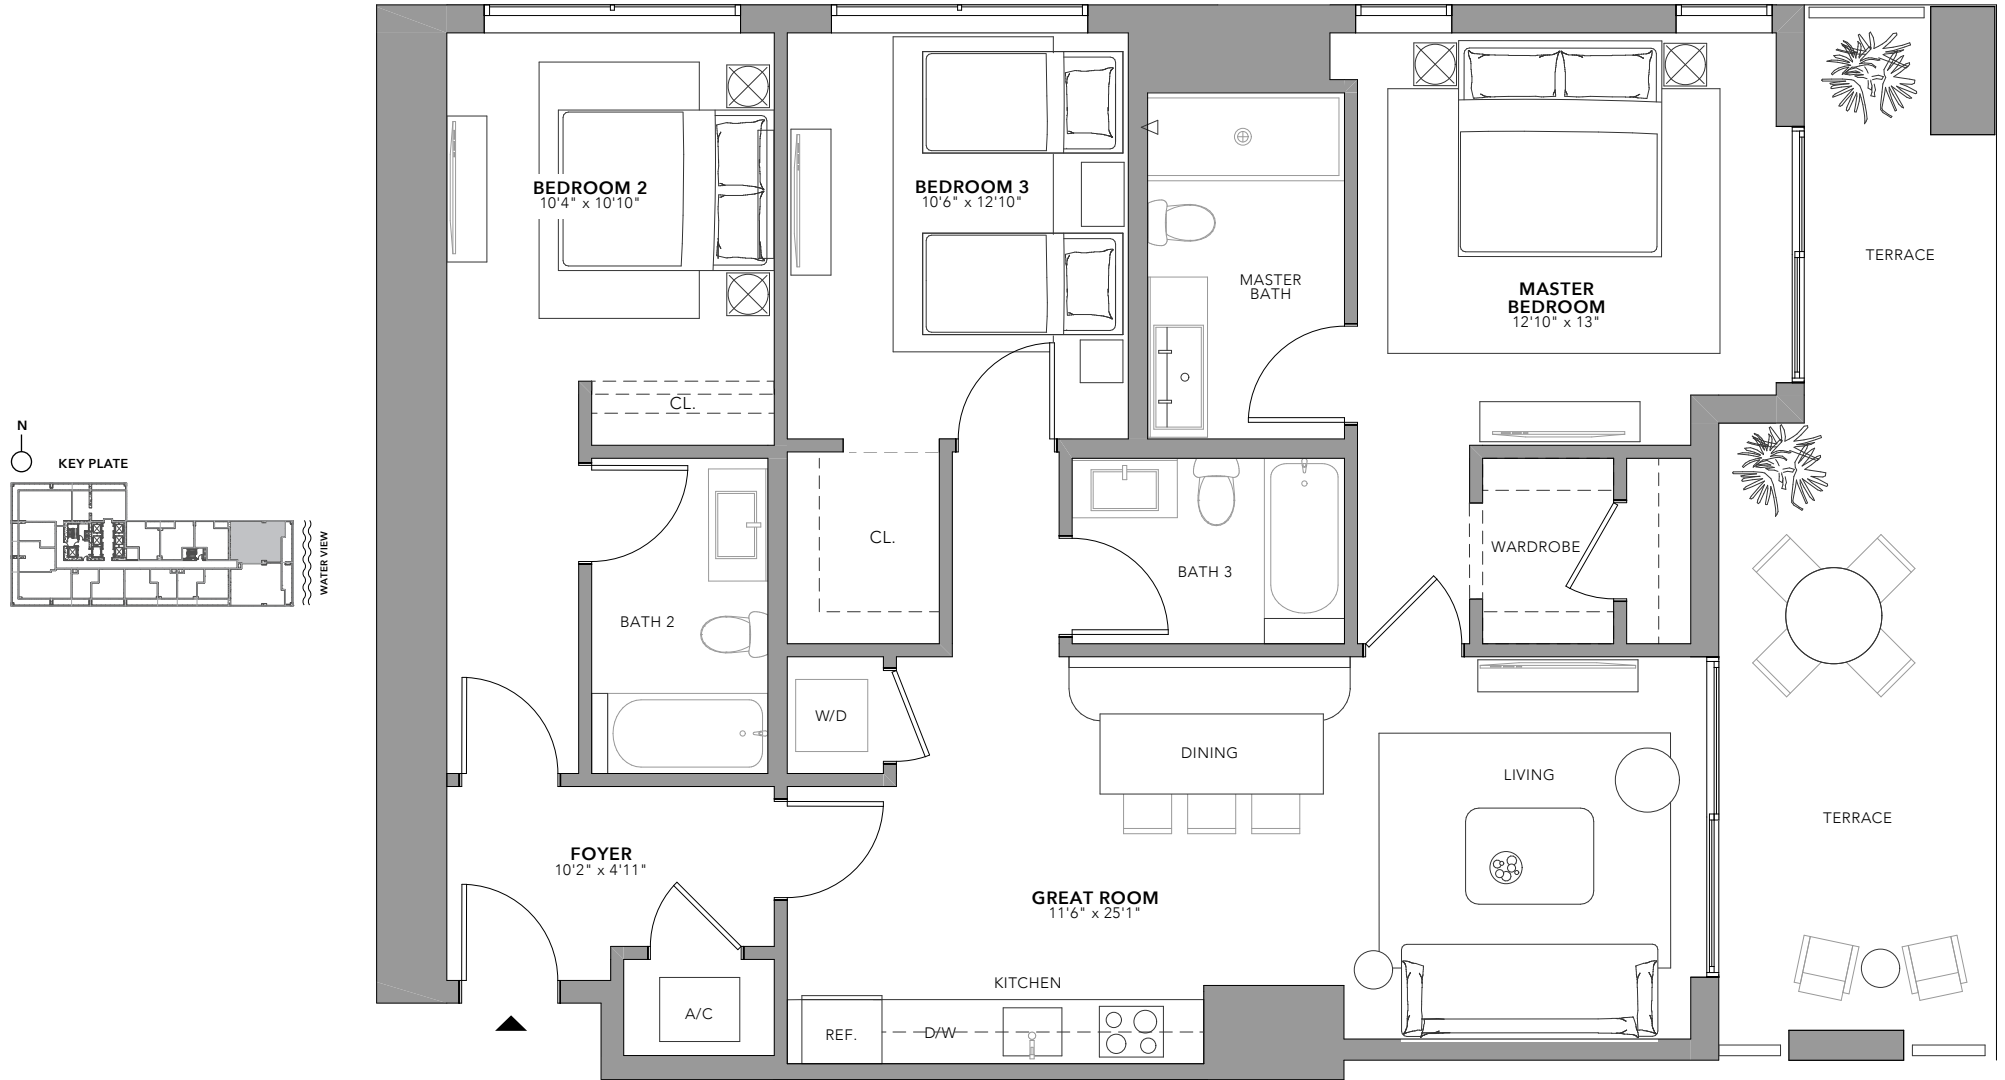 BEDROOM 2
10'4" x 10'10"
BEDROOM 3
10'6" x 12'10"
MASTER
BATH
MASTER
BEDROOM
12'10" x 13"
TERRACE
CL.
N
KEY PLATE
WATER VIEW
CL.
WARDROBE
BATH 3
BATH 2
W/D
DINING
LIVING
TERRACE
FOYER
10'2" x 4'11"
GREAT ROOM
11'6" x 25'1"
KITCHEN
A/C
REF.
D/W